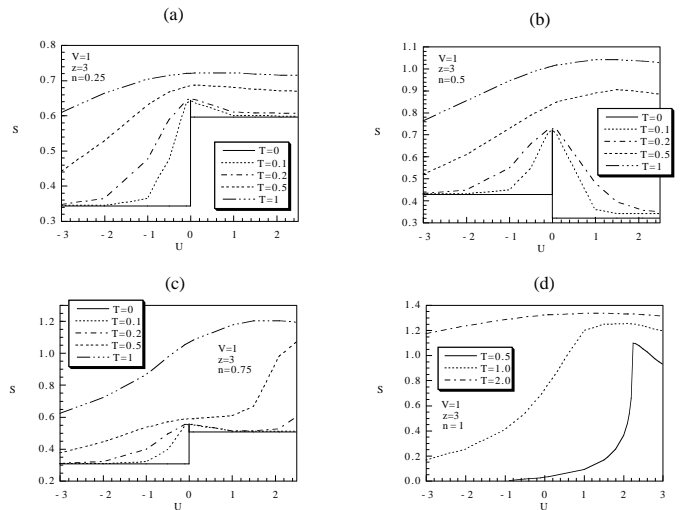 (a)
0.8
0.7
0.6
0.5
0.4
0.3
S
V=1
z=3
n=0.25
T=0
T=0.1
T=0.2
T=0.5
T=1
-3 -2 -1 0 1 2
U
(b)
1.1
1.0
0.9
0.8
0.7
0.6
0.5
0.4
0.3
S
V=1
z=3
n=0.5
T=0
T=0.1
T=0.2
T=0.5
T=1
-3 -2 -1 0 1 2
U
(c)
1.2
1.0
0.8
0.6
0.4
0.2
S
T=0
T=0.1
T=0.2
T=0.5
T=1
V=1
z=3
n=0.75
-3 -2 -1 0 1 2
U
(d)
1.4
1.2
1.0
0.8
0.6
0.4
0.2
0.0
S
T=0.5
T=1.0
T=2.0
V=1
z=3
n=1
-3 -2 -1 0 1 2 3
U